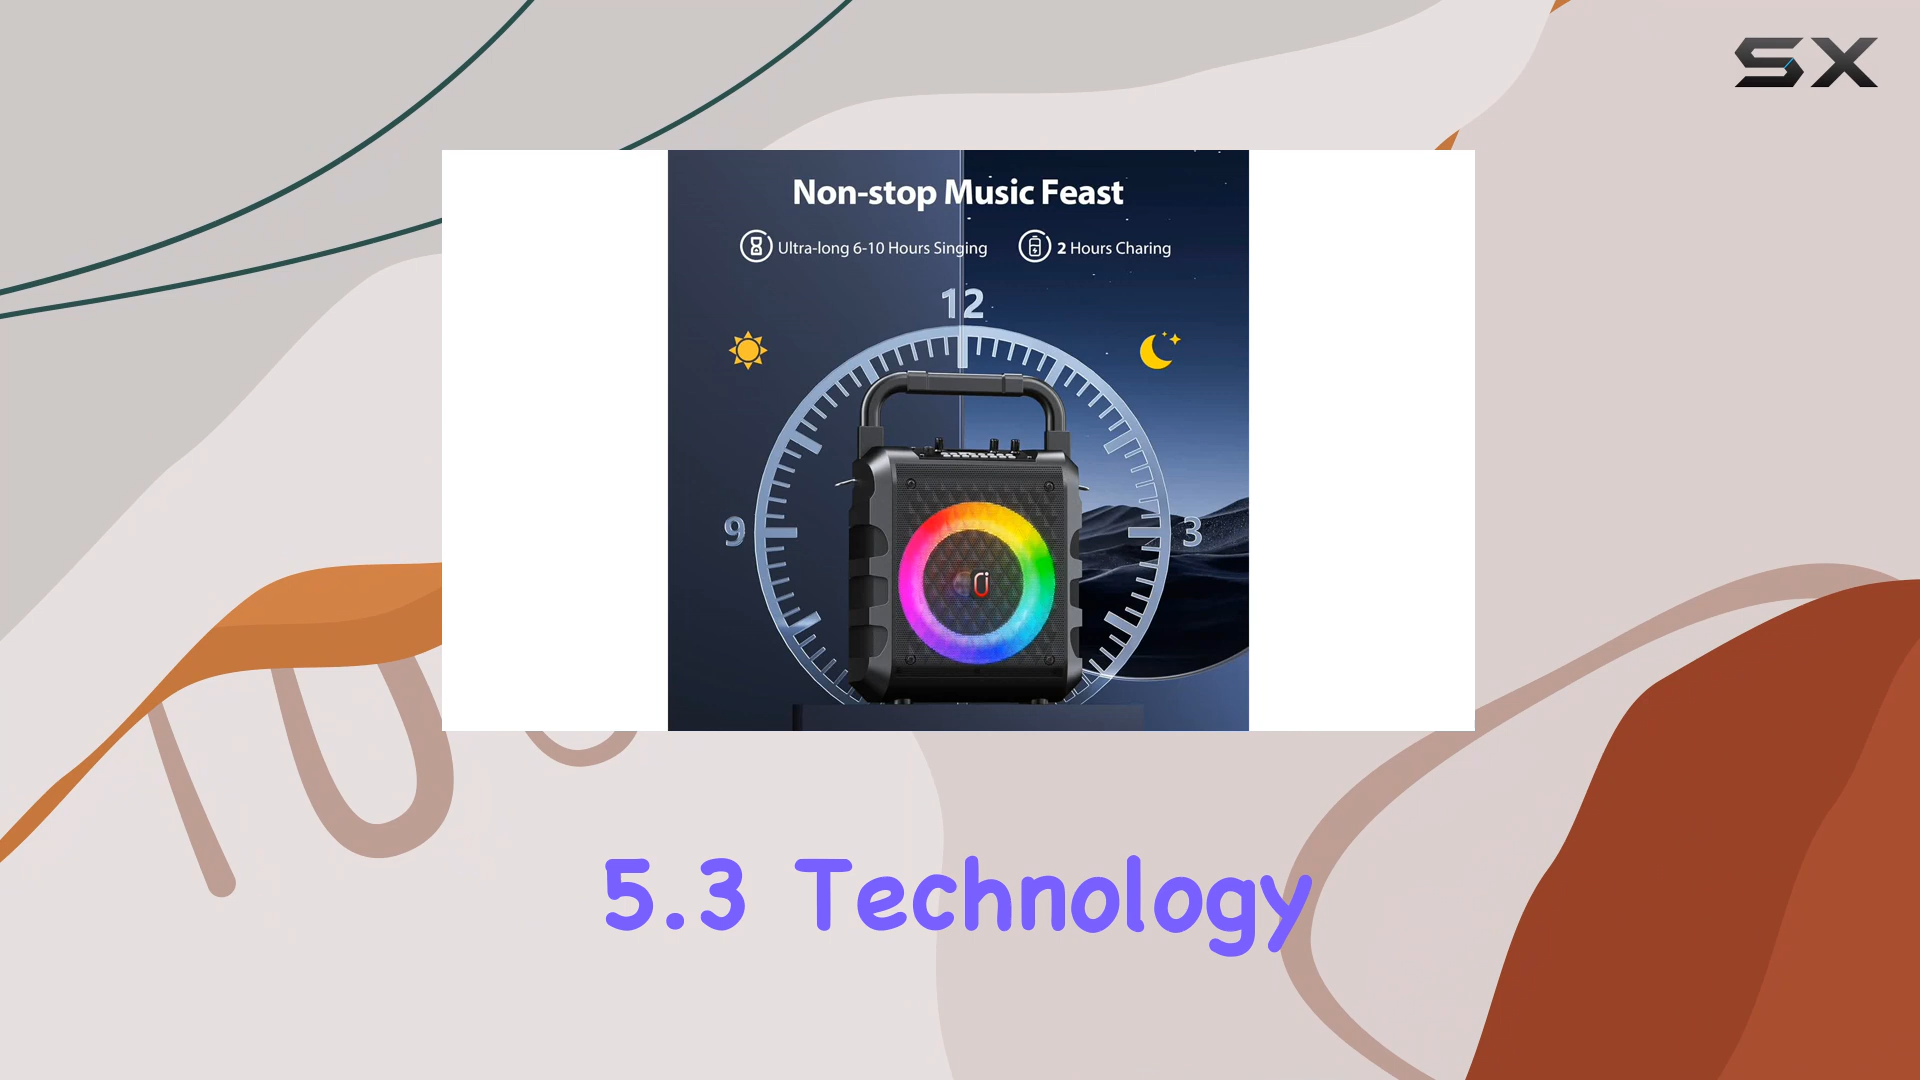 SX
Non-stop Music Feast
Ultra-long 6-10 Hours Singing
2 Hours Charing
12
9
3
5.3 Technology